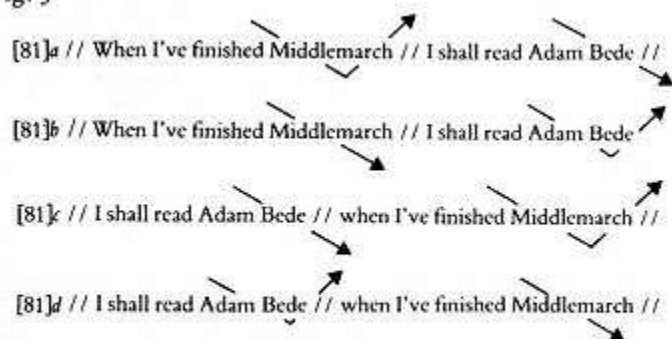 [81]a // When I've finished Middlemarch // I shall read Adam Bede //
[81]b // When I've finished Middlemarch // I shall read Adam Bede
[81]c // I shall read Adam Bede // when I've finished Middlemarch //
[81]d // I shall read Adam Bede // when I've finished Middlemarch //